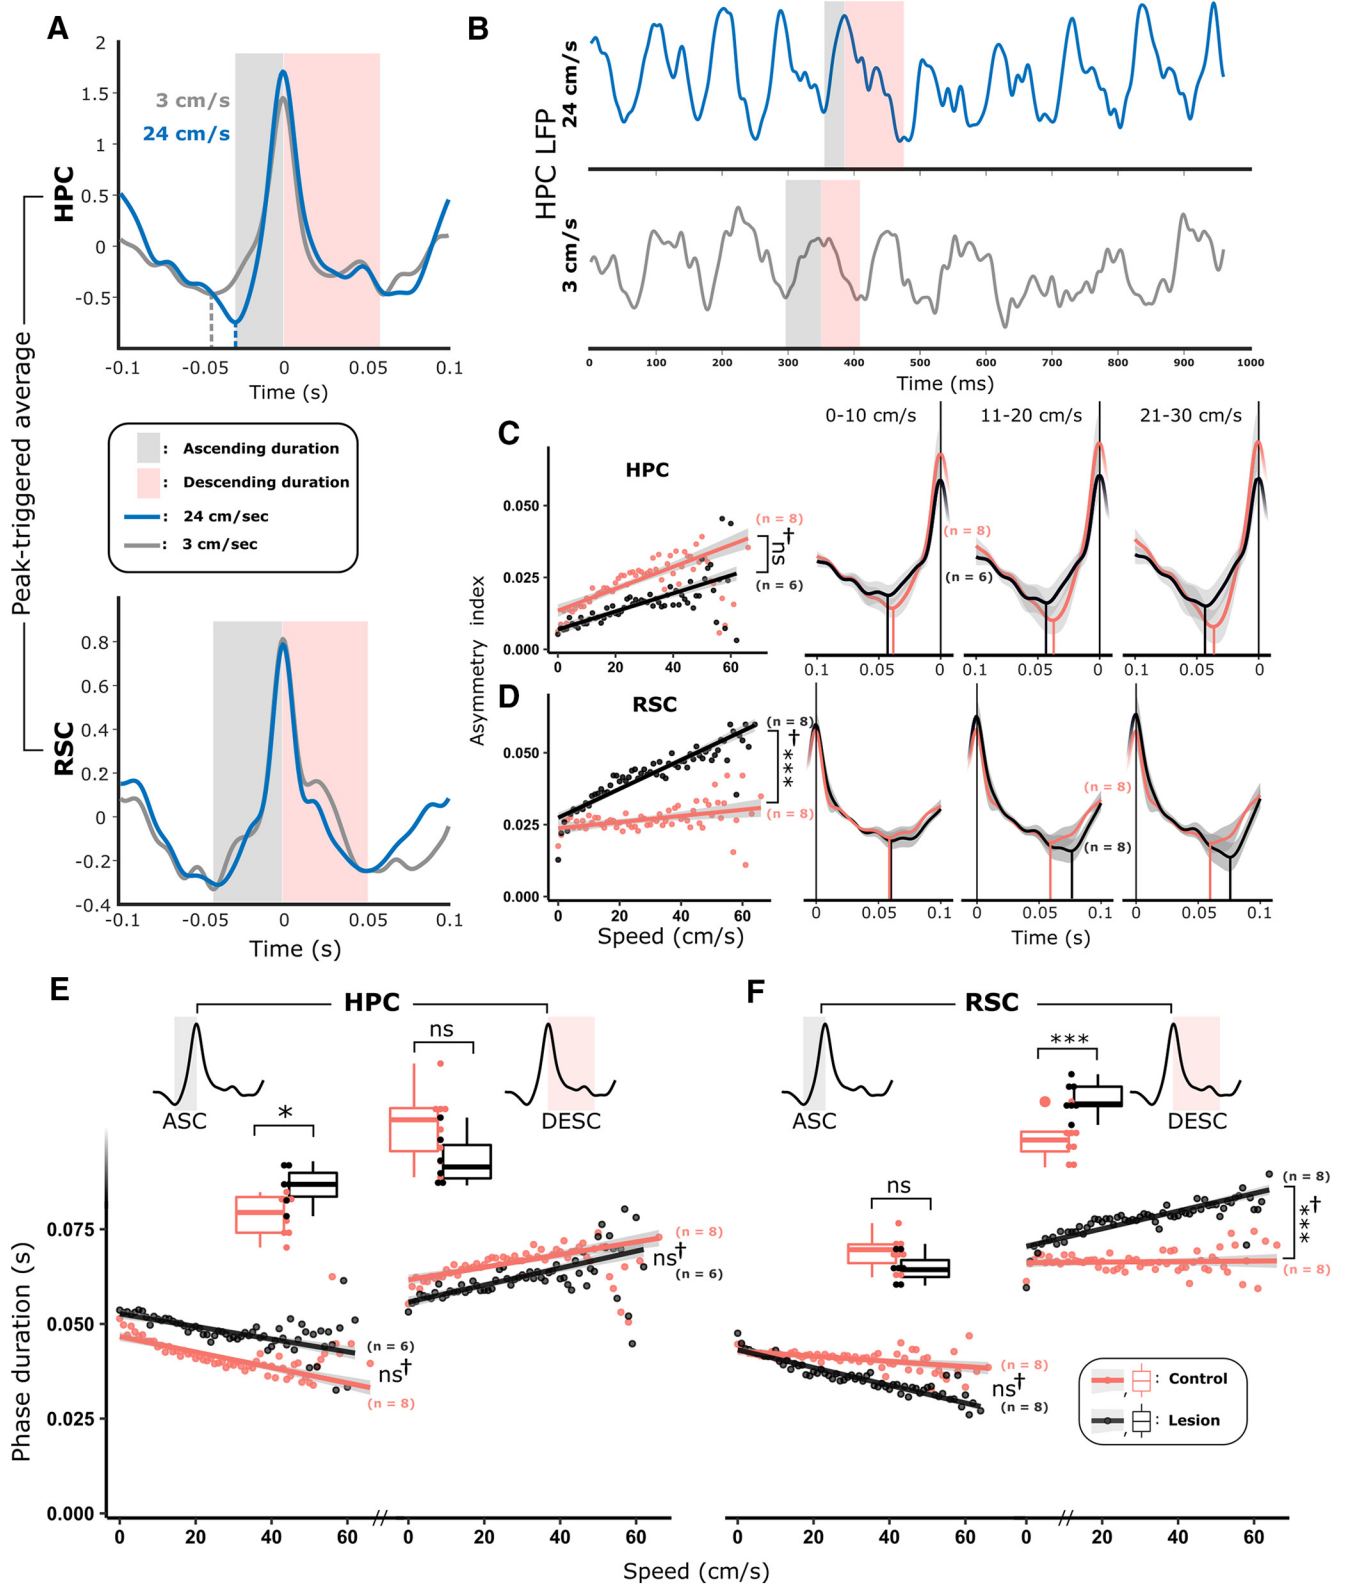 A
HPC
2
1.5
1
0.5
0
-0.5
3 cm/s
24 cm/s
-0.1
-0.05
0
0.05
0.1
Time (s)
Peak-triggered average
: Ascending duration
: Descending duration
: 24 cm/sec
: 3 cm/sec
RSC
0.8
0.6
0.4
0.2
0
-0.2
-0.4
-0.1
-0.05
0
0.05
0.1
Time (s)
B
HPC LFP
24 cm/s
3 cm/s
0
100
200
300
400
500
600
700
800
900
1000
Time (ms)
C
HPC
0.050
0.025
0.000
0
20
40
60
(n = 8)
ns†
(n = 6)
Asymmetry index
0-10 cm/s
11-20 cm/s
21-30 cm/s
(n = 8)
(n = 6)
0.1
0.05
0
0.1
0.05
0
0.1
0.05
0
D
RSC
0.050
0.025
0.000
0
20
40
60
Speed (cm/s)
(n = 8)
***†
(n = 8)
(n = 8)
(n = 8)
0
0.05
0.1
0
0.05
0.1
0
0.05
0.1
Time (s)
E
HPC
ASC
DESC
*
ns
0.075
0.050
0.025
0.000
Phase duration (s)
(n = 6)
ns†
(n = 8)
(n = 8)
ns†
(n = 6)
0
20
40
60
0
20
40
60
F
RSC
ASC
DESC
ns
***
(n = 8)
***†
(n = 8)
(n = 8)
ns†
(n = 8)
, : Control
, : Lesion
0
20
40
60
0
20
40
60
Speed (cm/s)